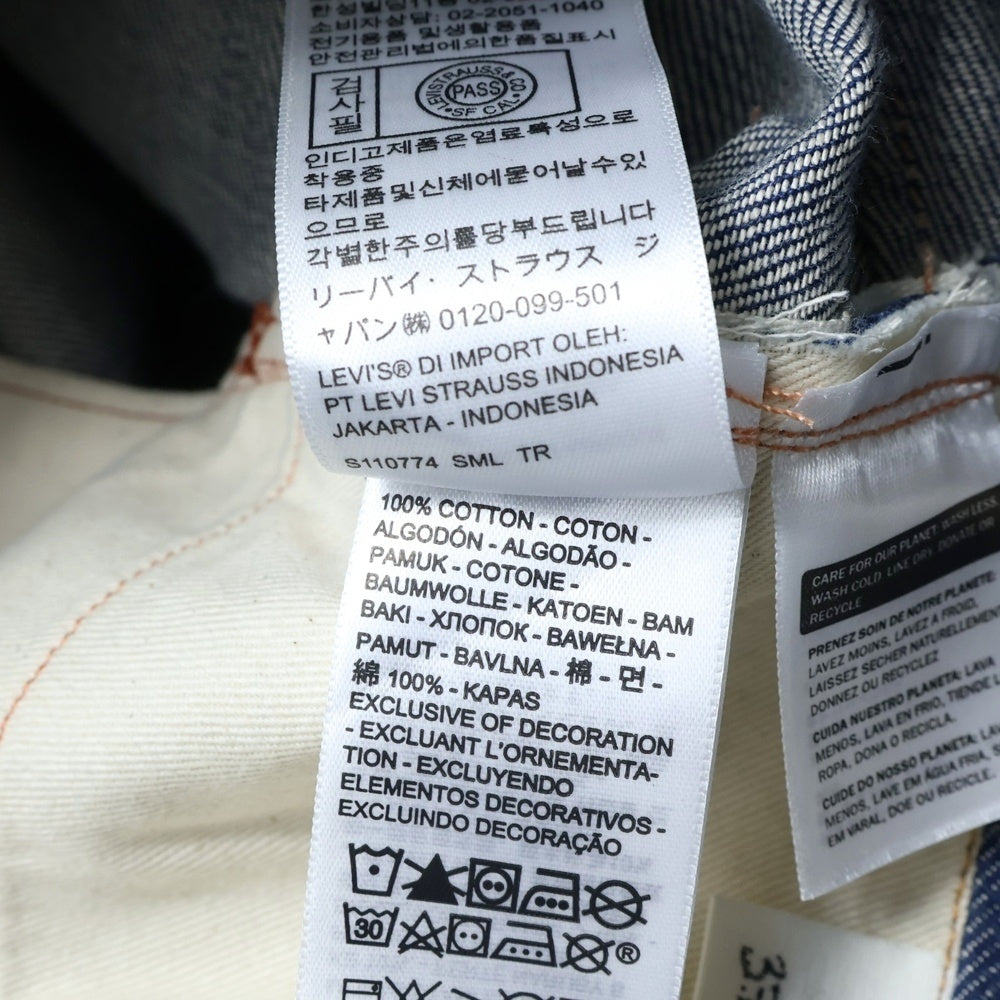 소비자상담: 02-2051-1040
전기용품 및생활용품
안전관리법에의한품질표시
검사필
LEVI STRAUSS & CO
PASS
SF CAL
인디고제품은염료특성으로
착용중
타제품및신체에묻어날수있
으므로
각별한주의를당부드립니다
リーバイ・ストラウス ジ
ャパン㈱ 0120-099-501
LEVI'S® DI IMPORT OLEH:
PT LEVI STRAUSS INDONESIA
JAKARTA - INDONESIA
S110774 SML TR
100% COTTON - COTON -
ALGODÓN - ALGODÃO -
PAMUK - COTONE -
BAUMWOLLE - KATOEN - BAM
BAKI - ХЛОПОК - BAWEŁNA -
PAMUT - BAVLNA - 棉 - 면 -
綿 100% - KAPAS
EXCLUSIVE OF DECORATION
- EXCLUANT L'ORNEMENTA-
TION - EXCLUYENDO
ELEMENTOS DECORATIVOS -
EXCLUINDO DECORAÇÃO
30
®
CARE FOR OUR PLANET: WASH LESS,
WASH COLD, LINE DRY, DONATE OR
RECYCLE
PRENEZ SOIN DE NOTRE PLANÈTE:
LAVEZ MOINS, LAVEZ A FROID,
LAISSEZ SECHER NATURELLEMENT
DONNEZ OU RECYCLEZ
CUIDA NUESTRO PLANETA: LAVA
MENOS, LAVA EN FRIO, TIENDE L
ROPA, DONA O RECICLA.
CUIDE DO NOSSO PLANETA: LAV
MENOS, LAVE EM ÁGUA FRIA,
EM VARAL, DOE OU RECICLE.